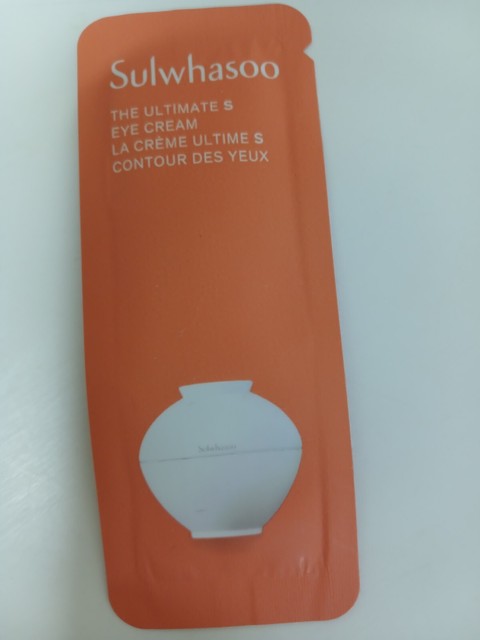 Sulwhasoo
THE ULTIMATE S
EYE CREAM
LA CRÈME ULTIME S
CONTOUR DES YEUX
Sulwhasoo